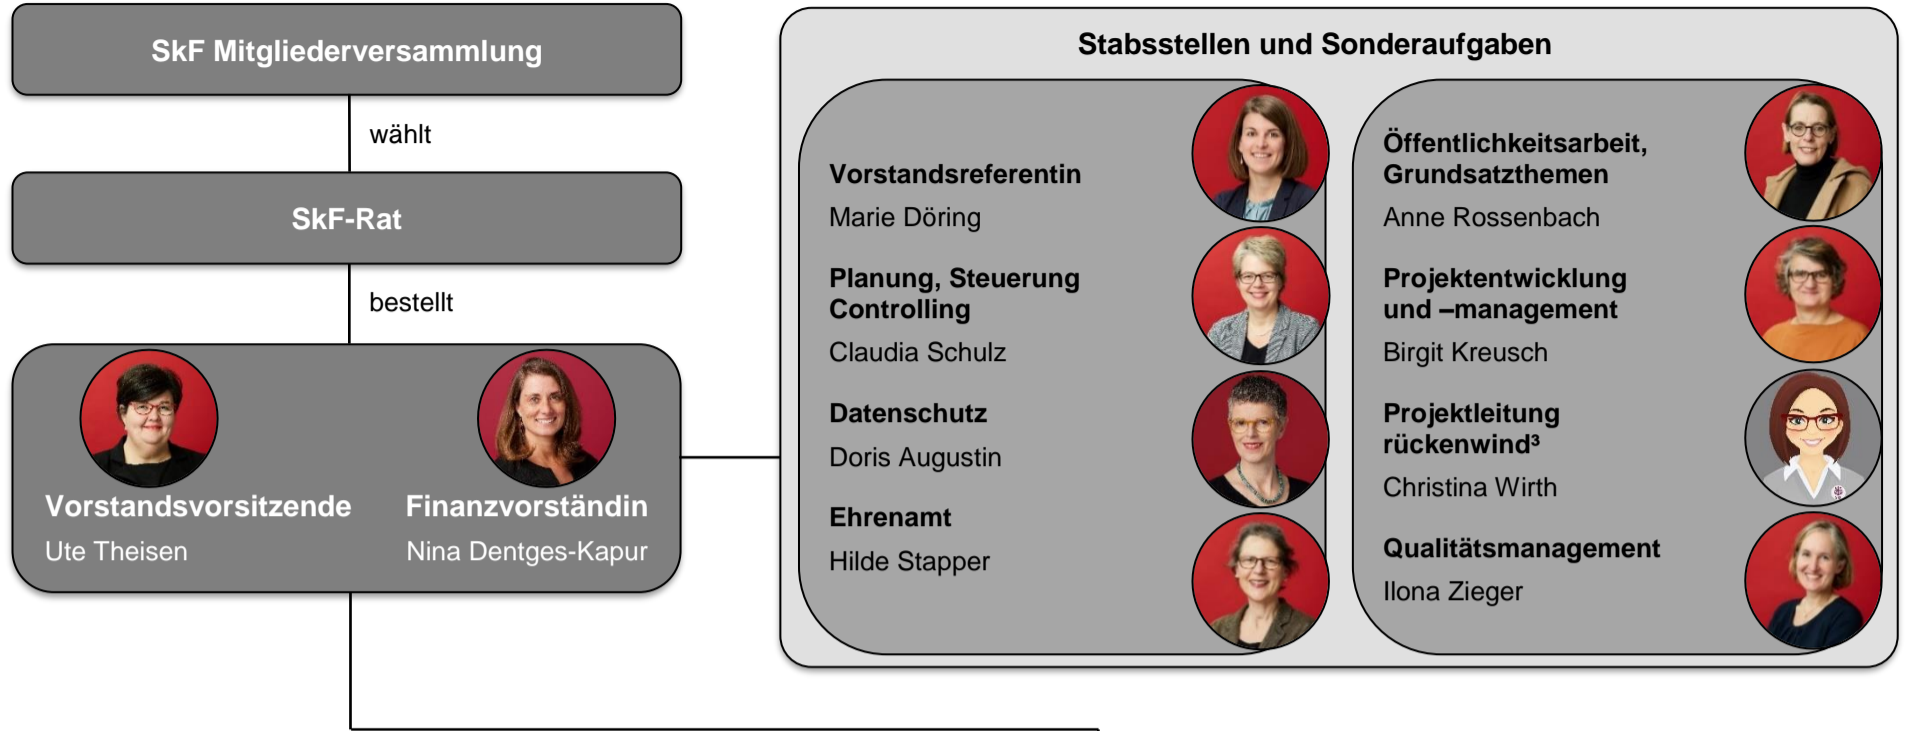 SkF Mitgliederversammlung
wählt
SkF-Rat
bestellt
Vorstandsvorsitzende
Ute Theisen
Finanzvorständin
Nina Dentges-Kapur
Stabsstellen und Sonderaufgaben
Vorstandsreferentin
Marie Döring
Planung, Steuerung
Controlling
Claudia Schulz
Datenschutz
Doris Augustin
Ehrenamt
Hilde Stapper
Öffentlichkeitsarbeit,
Grundsatzthemen
Anne Rossenbach
Projektentwicklung
und –management
Birgit Kreusch
Projektleitung
rückenwind³
Christina Wirth
Qualitätsmanagement
Ilona Zieger